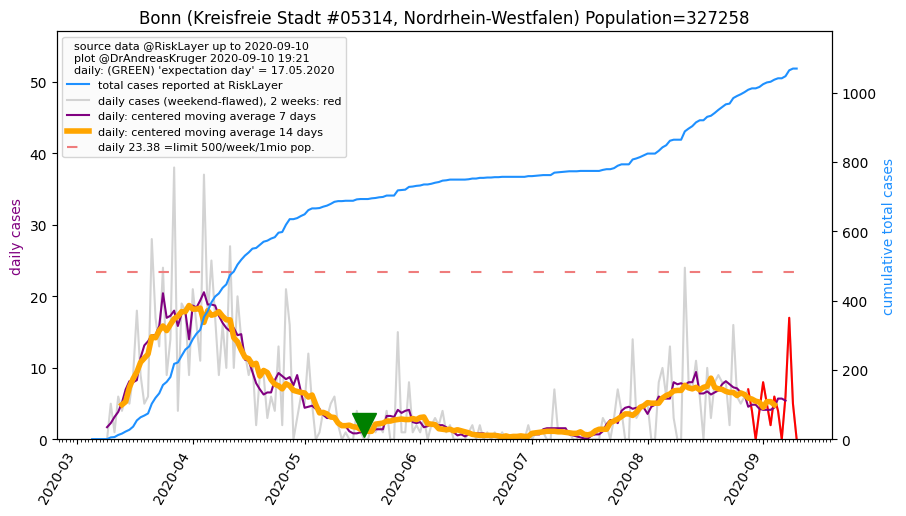 Bonn (Kreisfreie Stadt #05314, Nordrhein-Westfalen) Population=327258
source data @RiskLayer up to 2020-09-10
plot @DrAndreasKruger 2020-09-10 19:21
daily: (GREEN) 'expectation day' = 17.05.2020
total cases reported at RiskLayer
daily cases (weekend-flawed), 2 weeks: red
daily: centered moving average 7 days
daily: centered moving average 14 days
daily 23.38 =limit 500/week/1mio pop.
daily cases
50
40
30
20
10
0
cumulative total cases
1000
800
600
400
200
0
2020-03
2020-04
2020-05
2020-06
2020-07
2020-08
2020-09